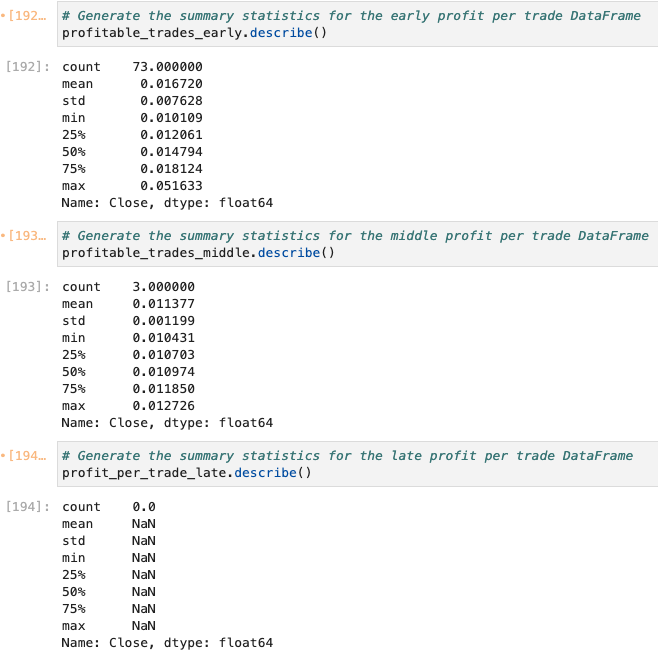 [192… # Generate the summary statistics for the early profit per trade DataFrame
profitable_trades_early.describe()
[192]: count 73.000000
mean 0.016720
std 0.007628
min 0.010109
25% 0.012061
50% 0.014794
75% 0.018124
max 0.051633
Name: Close, dtype: float64
[193… # Generate the summary statistics for the middle profit per trade DataFrame
profitable_trades_middle.describe()
[193]: count 3.000000
mean 0.011377
std 0.001199
min 0.010431
25% 0.010703
50% 0.010974
75% 0.011850
max 0.012726
Name: Close, dtype: float64
[194… # Generate the summary statistics for the late profit per trade DataFrame
profit_per_trade_late.describe()
[194]: count 0.0
mean NaN
std NaN
min NaN
25% NaN
50% NaN
75% NaN
max NaN
Name: Close, dtype: float64